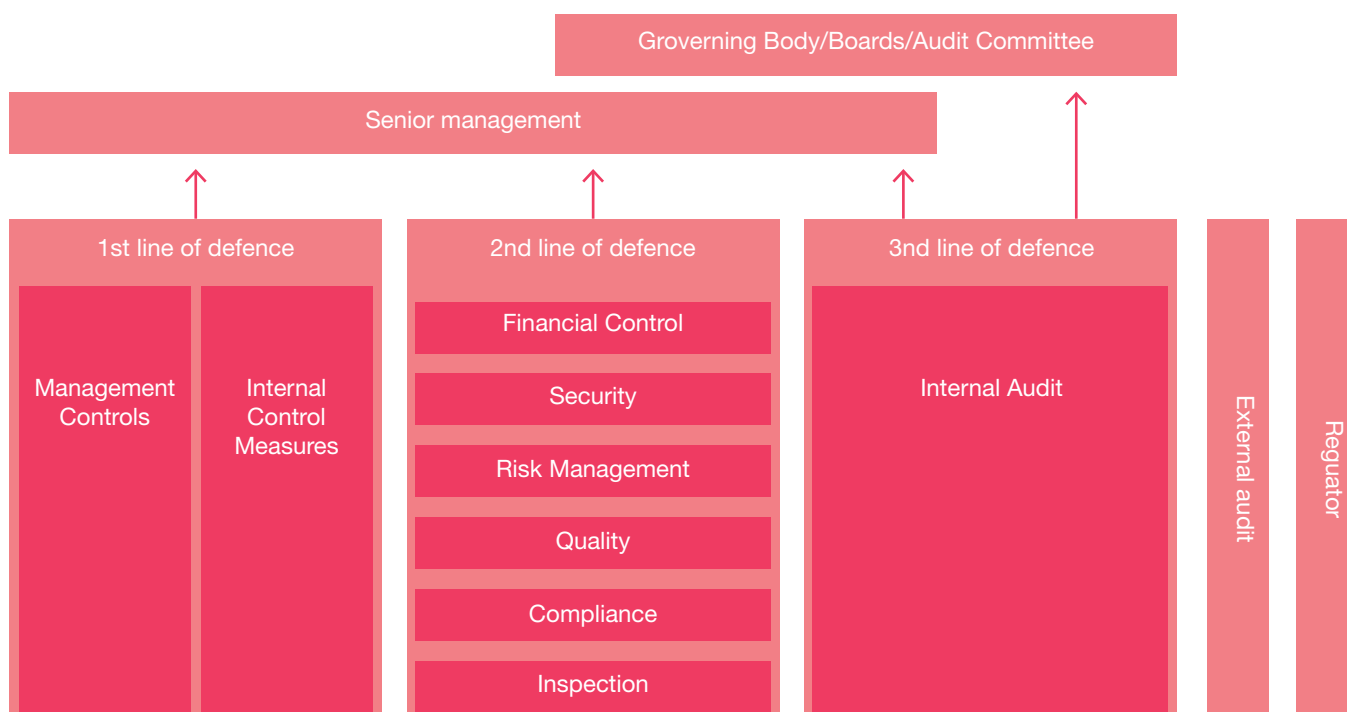 Groverning Body/Boards/Audit Committee
Senior management
1st line of defence
Management
Controls
Internal
Control
Measures
2nd line of defence
Financial Control
Security
Risk Management
Quality
Compliance
Inspection
3nd line of defence
Internal Audit
External audit
Reguator